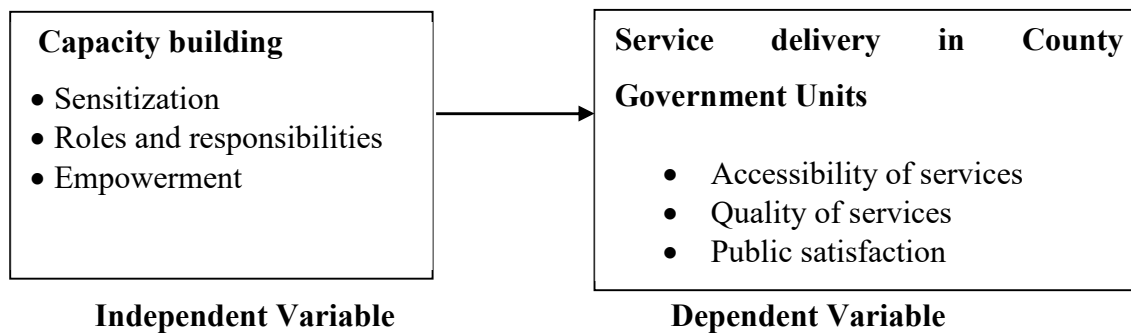 Capacity building
• Sensitization
• Roles and responsibilities
• Empowerment
Service delivery in County
Government Units
• Accessibility of services
• Quality of services
• Public satisfaction
Independent Variable
Dependent Variable